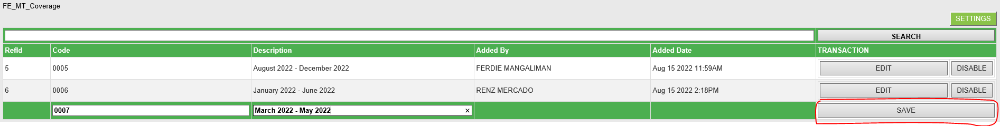 FE_MT_Coverage
SETTINGS
SEARCH
RefId Code Description Added By Added Date TRANSACTION
5 0005 August 2022 - December 2022 FERDIE MANGALIMAN Aug 15 2022 11:59AM EDIT DISABLE
6 0006 January 2022 - June 2022 RENZ MERCADO Aug 15 2022 2:18PM EDIT DISABLE
0007 March 2022 - May 2022 × SAVE